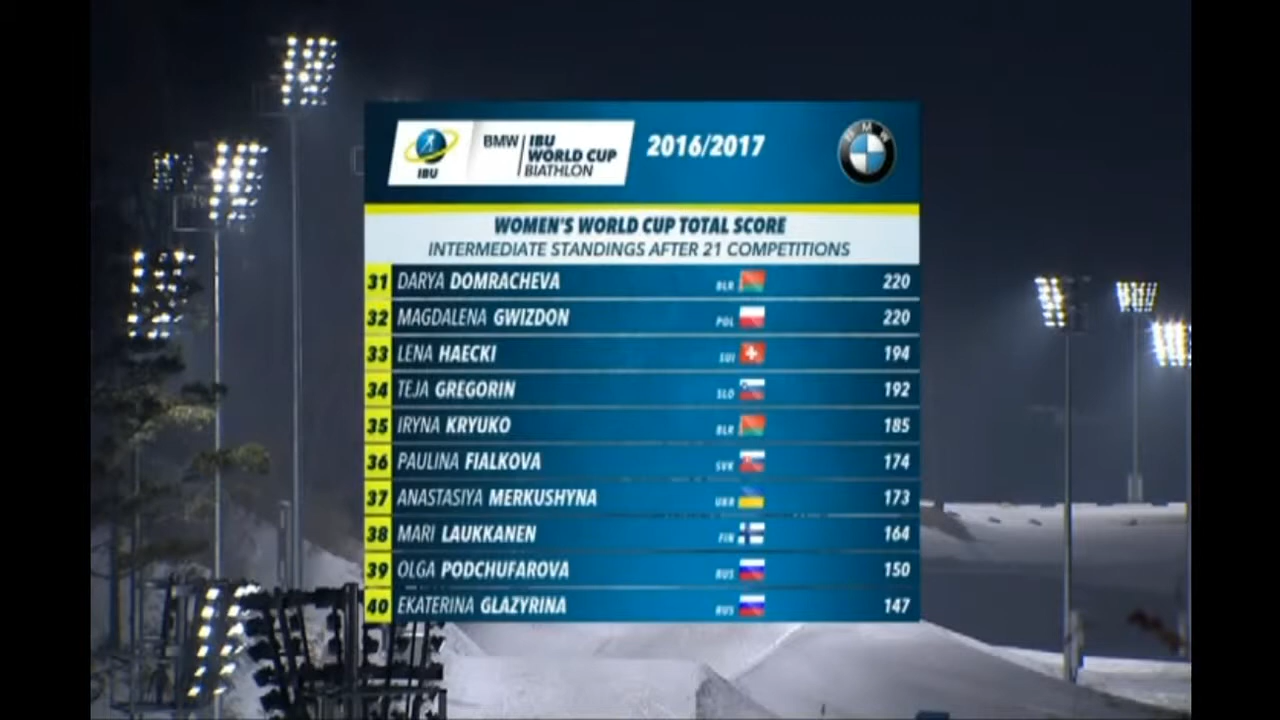 IBU
BMW IBU WORLD CUP BIATHLON
2016/2017
BMW
WOMEN'S WORLD CUP TOTAL SCORE
INTERMEDIATE STANDINGS AFTER 21 COMPETITIONS
31 DARYA DOMRACHEVA BLR 220
32 MAGDALENA GWIZDON POL 220
33 LENA HAECKI SUI 194
34 TEJA GREGORIN SLO 192
35 IRYNA KRYUKO BLR 185
36 PAULINA FIALKOVA SVK 174
37 ANASTASIYA MERKUSHYNA UKR 173
38 MARI LAUKKANEN FIN 164
39 OLGA PODCHUFAROVA RUS 150
40 EKATERINA GLAZYRINA RUS 147